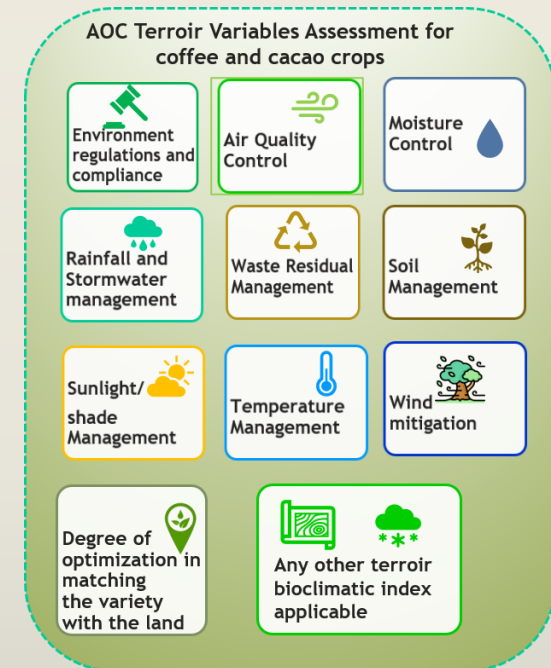 AOC Terroir Variables Assessment for
coffee and cacao crops
Environment
regulations and
compliance
Air Quality
Control
Moisture
Control
Rainfall and
Stormwater
management
Waste Residual
Management
Soil
Management
Sunlight/
shade
Management
Temperature
Management
Wind
mitigation
Degree of
optimization in
matching
the variety
with the land
Any other terroir
bioclimatic index
applicable